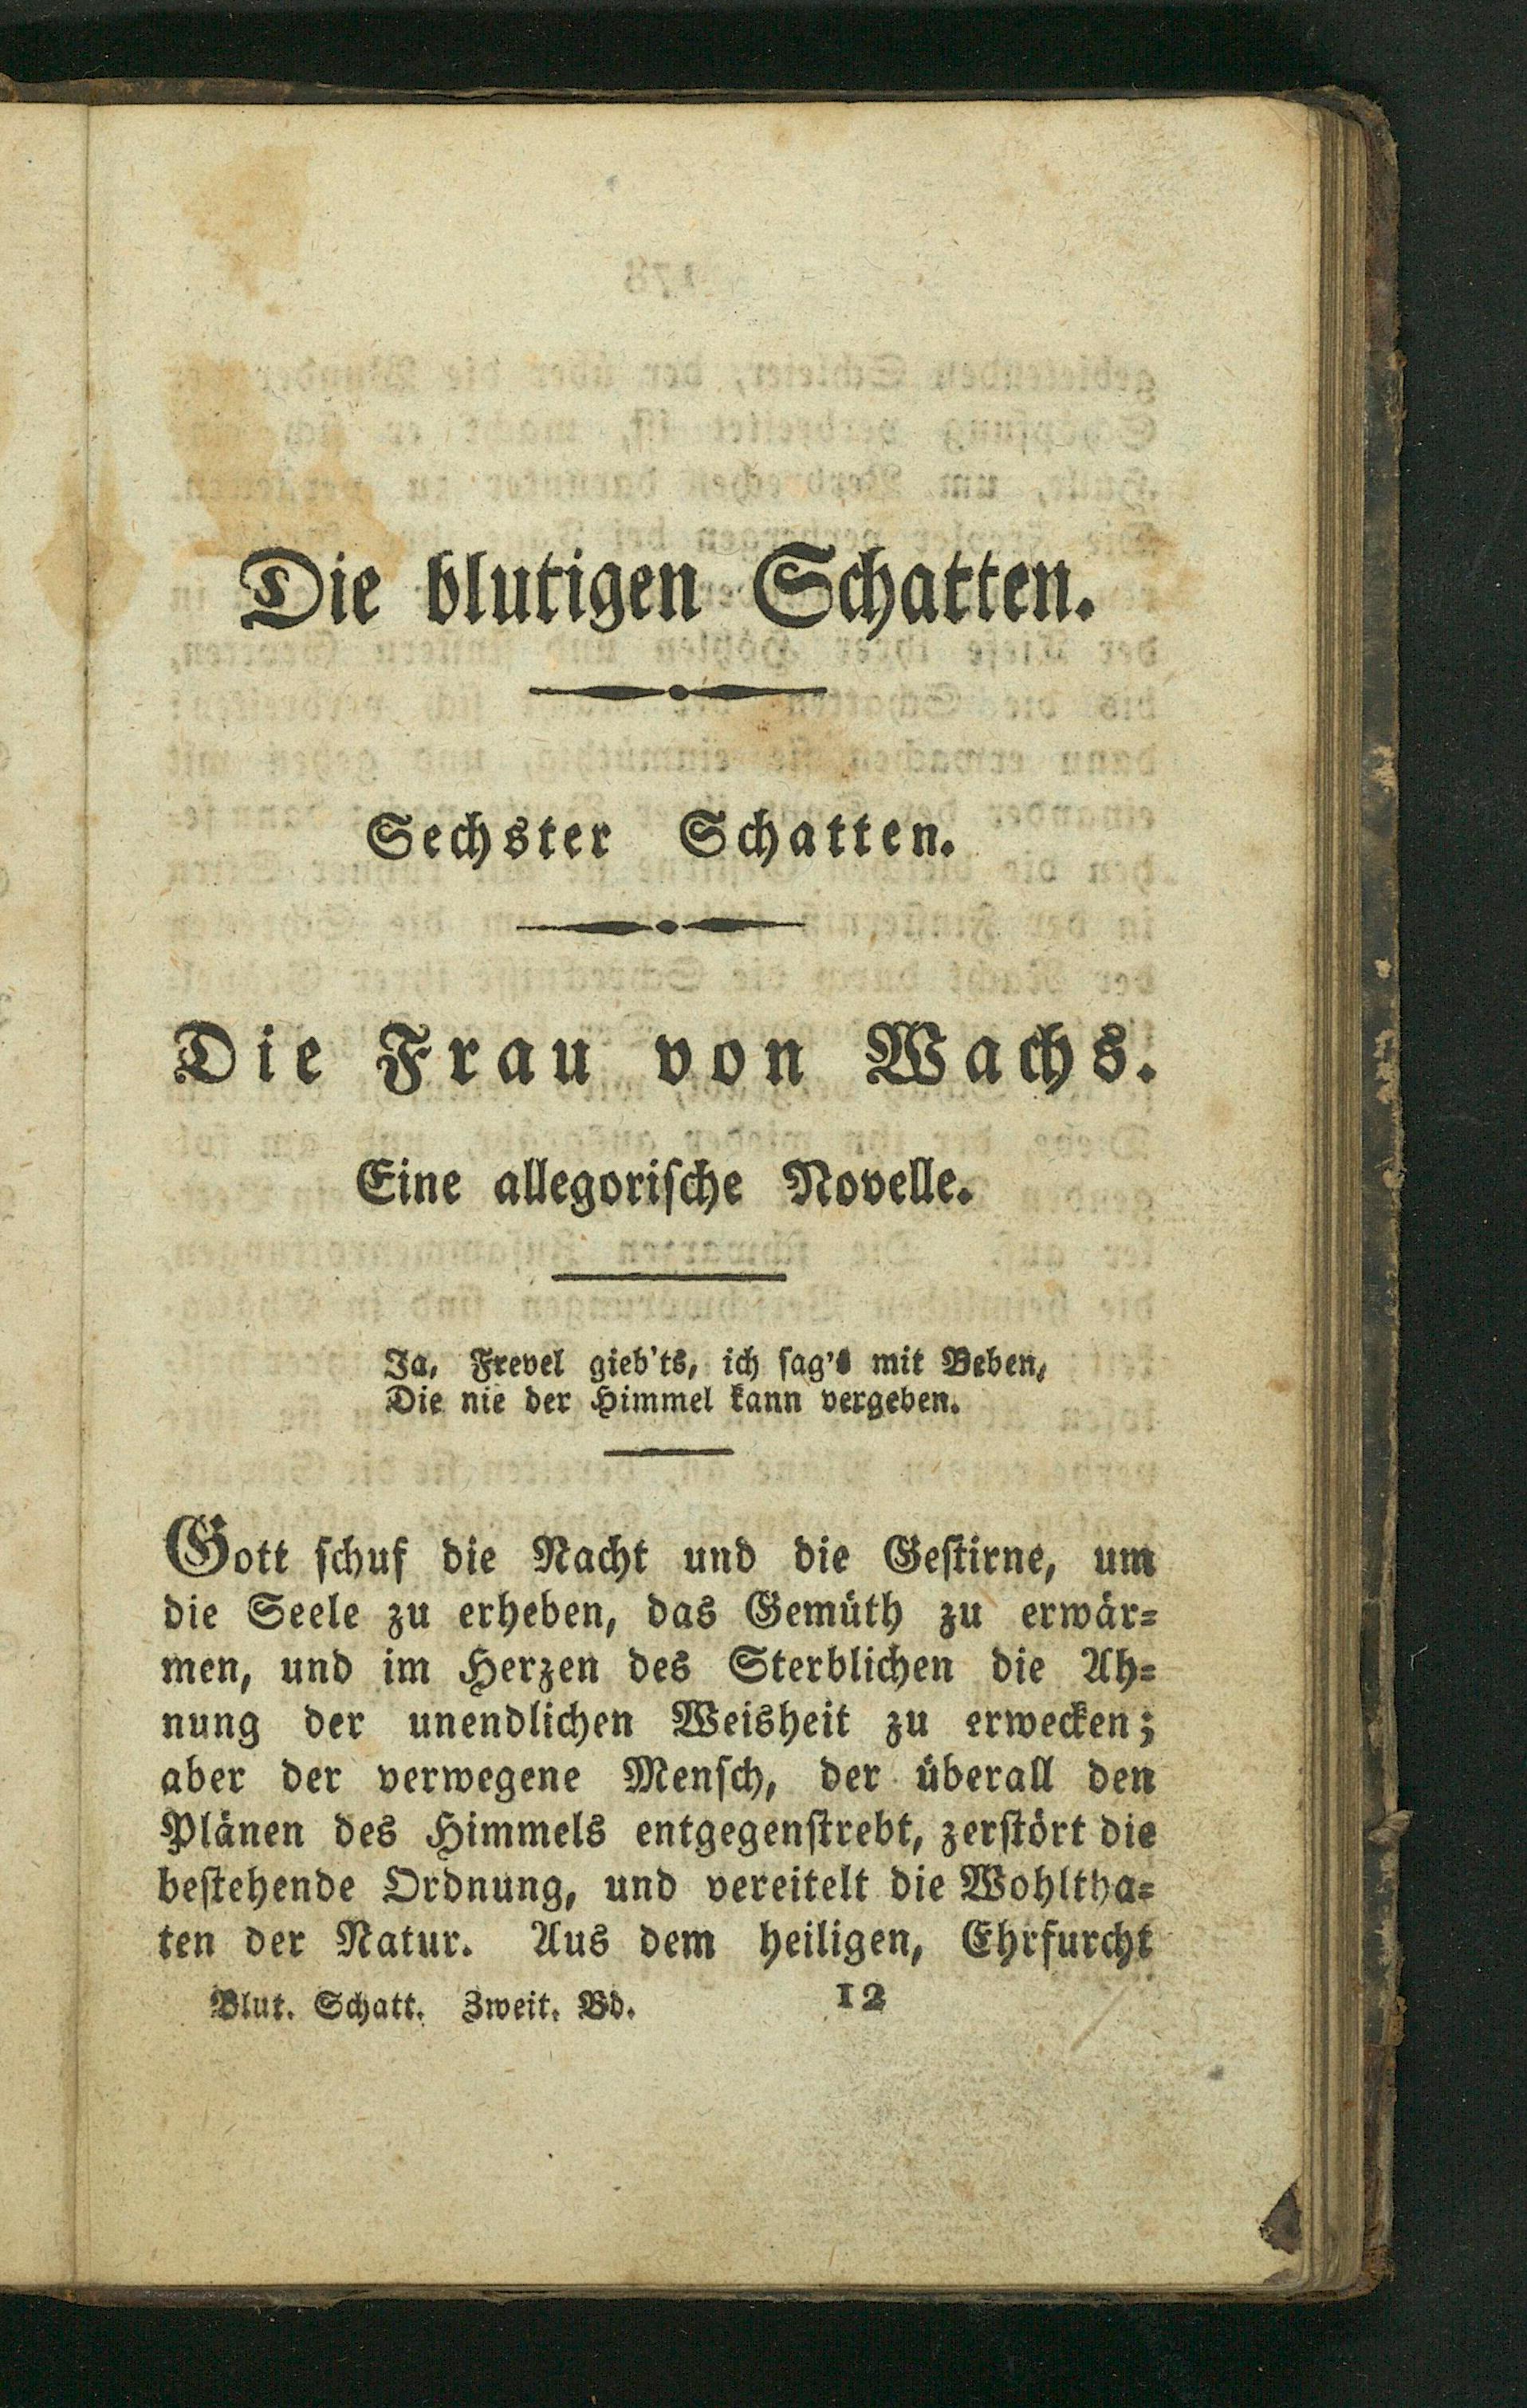 Die blutigen Schatten.
Sechster Schatten.
Die Frau von Wachs.
Eine allegoriſche Novelle.
Ja, Frevel gieb'ts, ich ſag's mit Beben,
Die nie der Himmel kann vergeben.
Gott ſchuf die Nacht und die Geſtirne, um
die Seele zu erheben, das Gemüth zu erwär=
men, und im Herzen des Sterblichen die Ah=
nung der unendlichen Weisheit zu erwecken;
aber der verwegene Menſch, der überall den
Plänen des Himmels entgegenſtrebt, zerſtört die
beſtehende Ordnung, und vereitelt die Wohltha=
ten der Natur. Aus dem heiligen, Ehrfurcht
Blut. Schatt. Zweit. Bd. 12